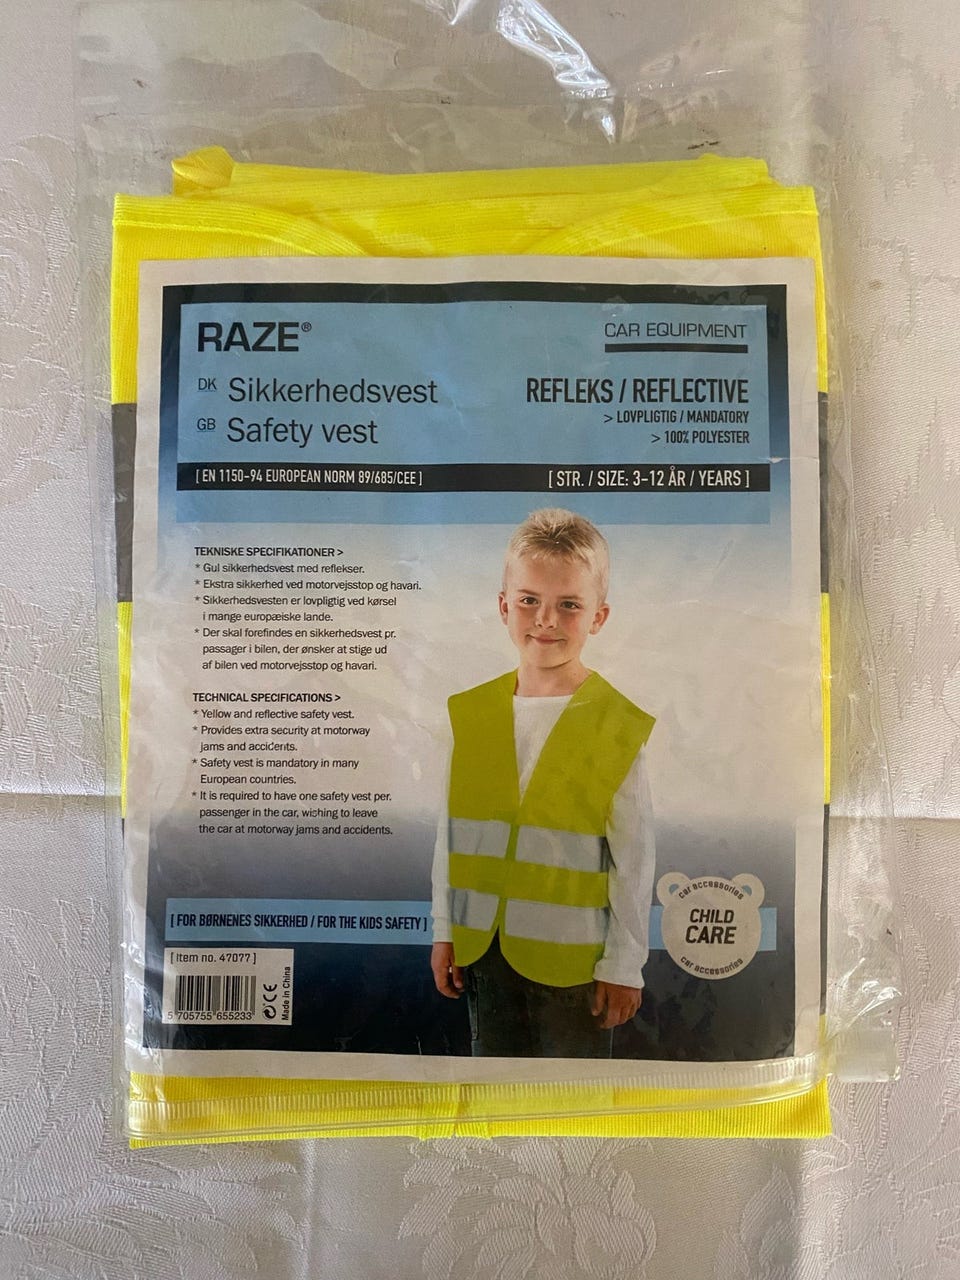 RAZE®
CAR EQUIPMENT
DK Sikkerhedsvest
GB Safety vest
REFLEKS / REFLECTIVE
> LOVPLIGTIG / MANDATORY
> 100% POLYESTER
[ EN 1150-94 EUROPEAN NORM 89/685/CEE ]
[ STR. / SIZE: 3-12 ÅR / YEARS ]
TEKNISKE SPECIFIKATIONER >
* Gul sikkerhedsvest med reflekser.
* Ekstra sikkerhed ved motorvejsstop og havari.
* Sikkerhedsvesten er lovpligtig ved kørsel
i mange europæiske lande.
* Der skal forefindes en sikkerhedsvest pr.
passager i bilen, der ønsker at stige ud
af bilen ved motorvejsstop og havari.
TECHNICAL SPECIFICATIONS >
* Yellow and reflective safety vest.
* Provides extra security at motorway
jams and accidents.
* Safety vest is mandatory in many
European countries.
* It is required to have one safety vest per.
passenger in the car, wishing to leave
the car at motorway jams and accidents.
[ FOR BØRNENES SIKKERHED / FOR THE KIDS SAFETY ]
car accessories
CHILD
CARE
car accessories
[ Item no. 47077 ]
5 705755 655233
CE
Made in China